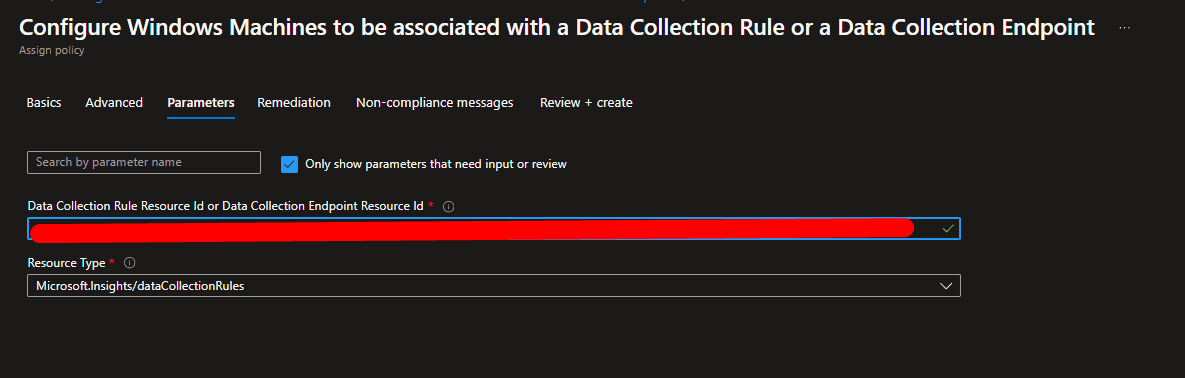 Configure Windows Machines to be associated with a Data Collection Rule or a Data Collection Endpoint ...
Assign policy
Basics Advanced Parameters Remediation Non-compliance messages Review + create
Search by parameter name Only show parameters that need input or review
Data Collection Rule Resource Id or Data Collection Endpoint Resource Id *
Resource Type *
Microsoft.Insights/dataCollectionRules